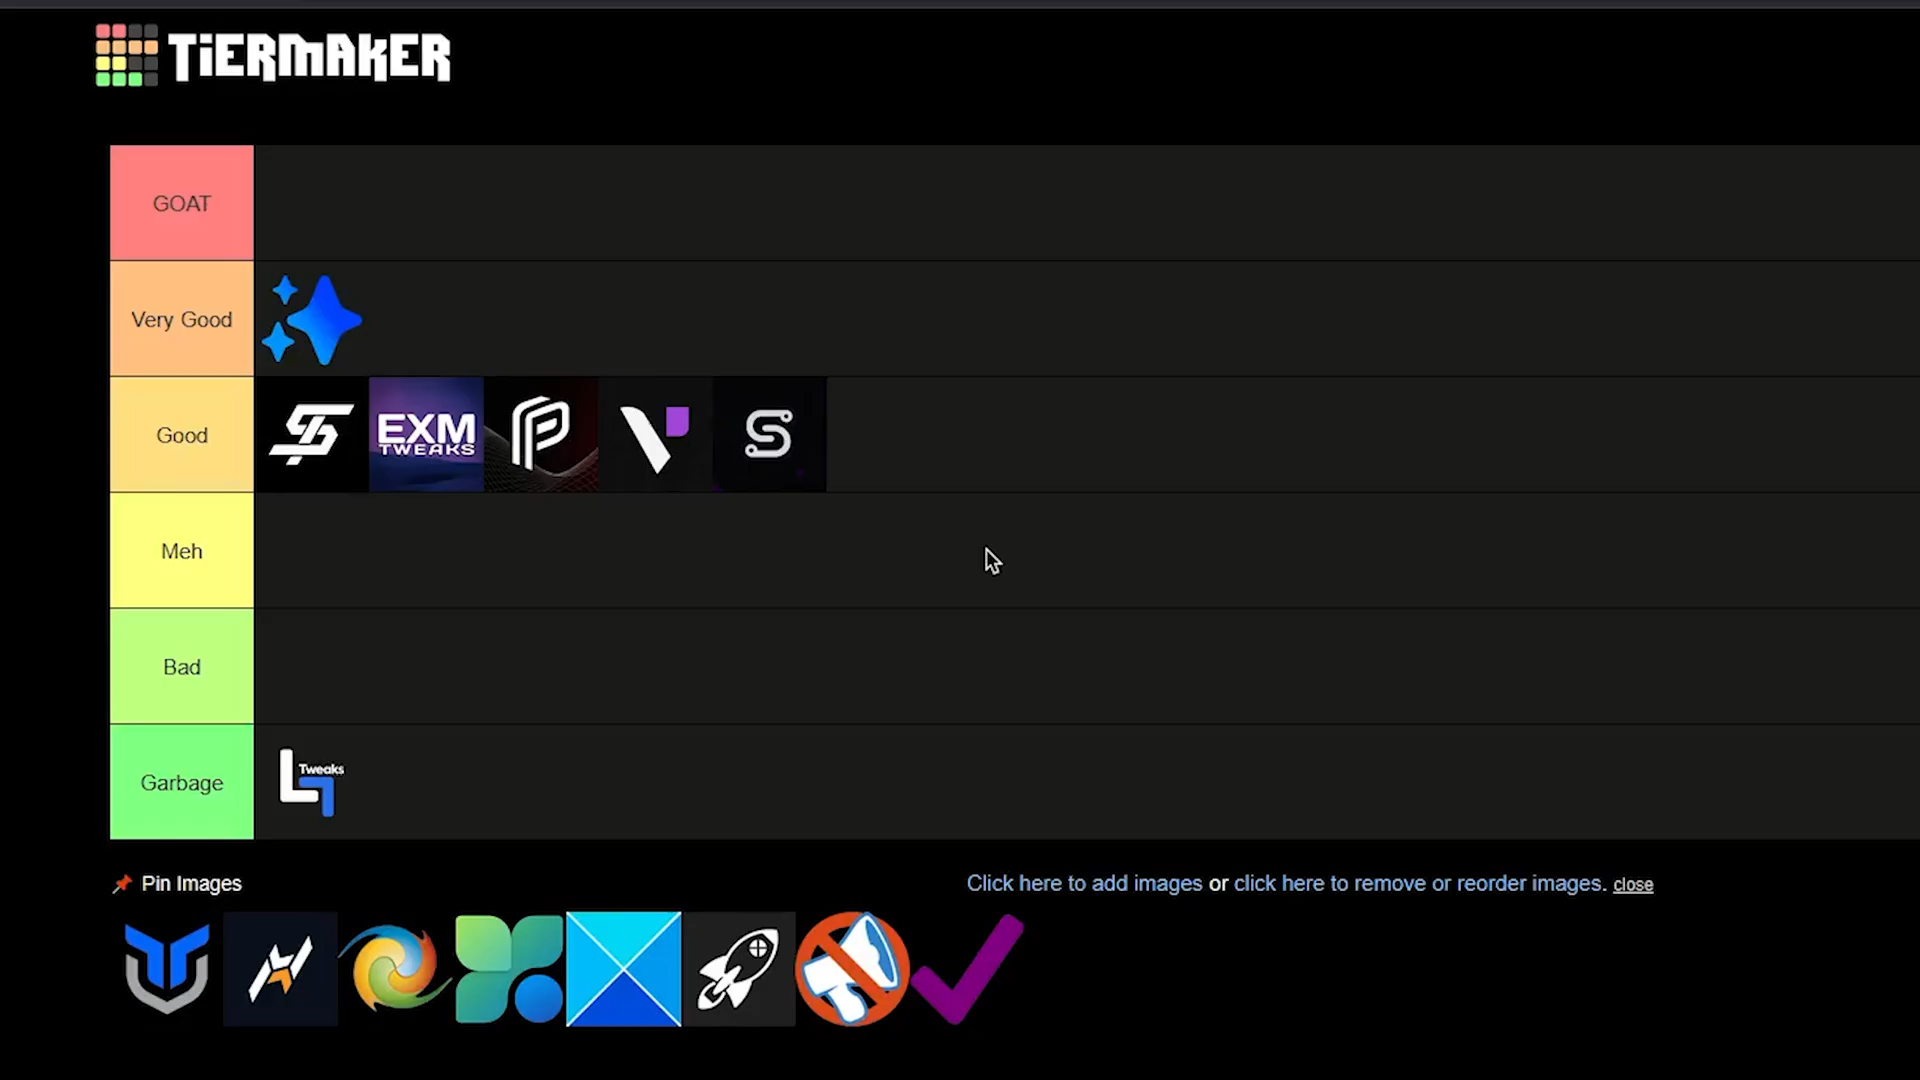 TiERMAKER
GOAT
Very Good
Good
EXM
TWEAKS
Meh
Bad
Garbage
Tweaks
Pin Images
Click here to add images or click here to remove or reorder images. close